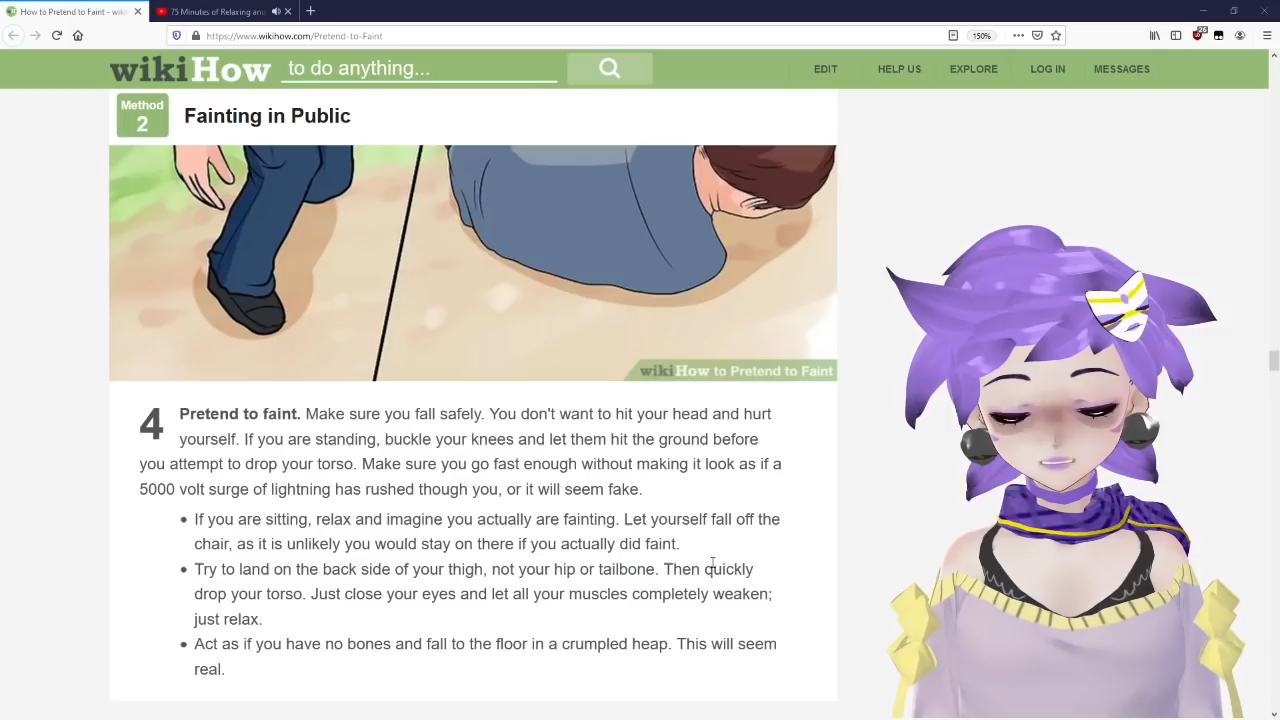 How to Pretend to Faint - wiki
75 Minutes of Relaxing and
https://www.wikihow.com/Pretend-to-Faint
150%
wikiHow
to do anything...
EDIT
HELP US
EXPLORE
LOG IN
MESSAGES
Method
2
Fainting in Public
wikiHow to Pretend to Faint
4
Pretend to faint. Make sure you fall safely. You don't want to hit your head and hurt
yourself. If you are standing, buckle your knees and let them hit the ground before
you attempt to drop your torso. Make sure you go fast enough without making it look as if a
5000 volt surge of lightning has rushed though you, or it will seem fake.
If you are sitting, relax and imagine you actually are fainting. Let yourself fall off the
chair, as it is unlikely you would stay on there if you actually did faint.
Try to land on the back side of your thigh, not your hip or tailbone. Then quickly
drop your torso. Just close your eyes and let all your muscles completely weaken;
just relax.
Act as if you have no bones and fall to the floor in a crumpled heap. This will seem
real.